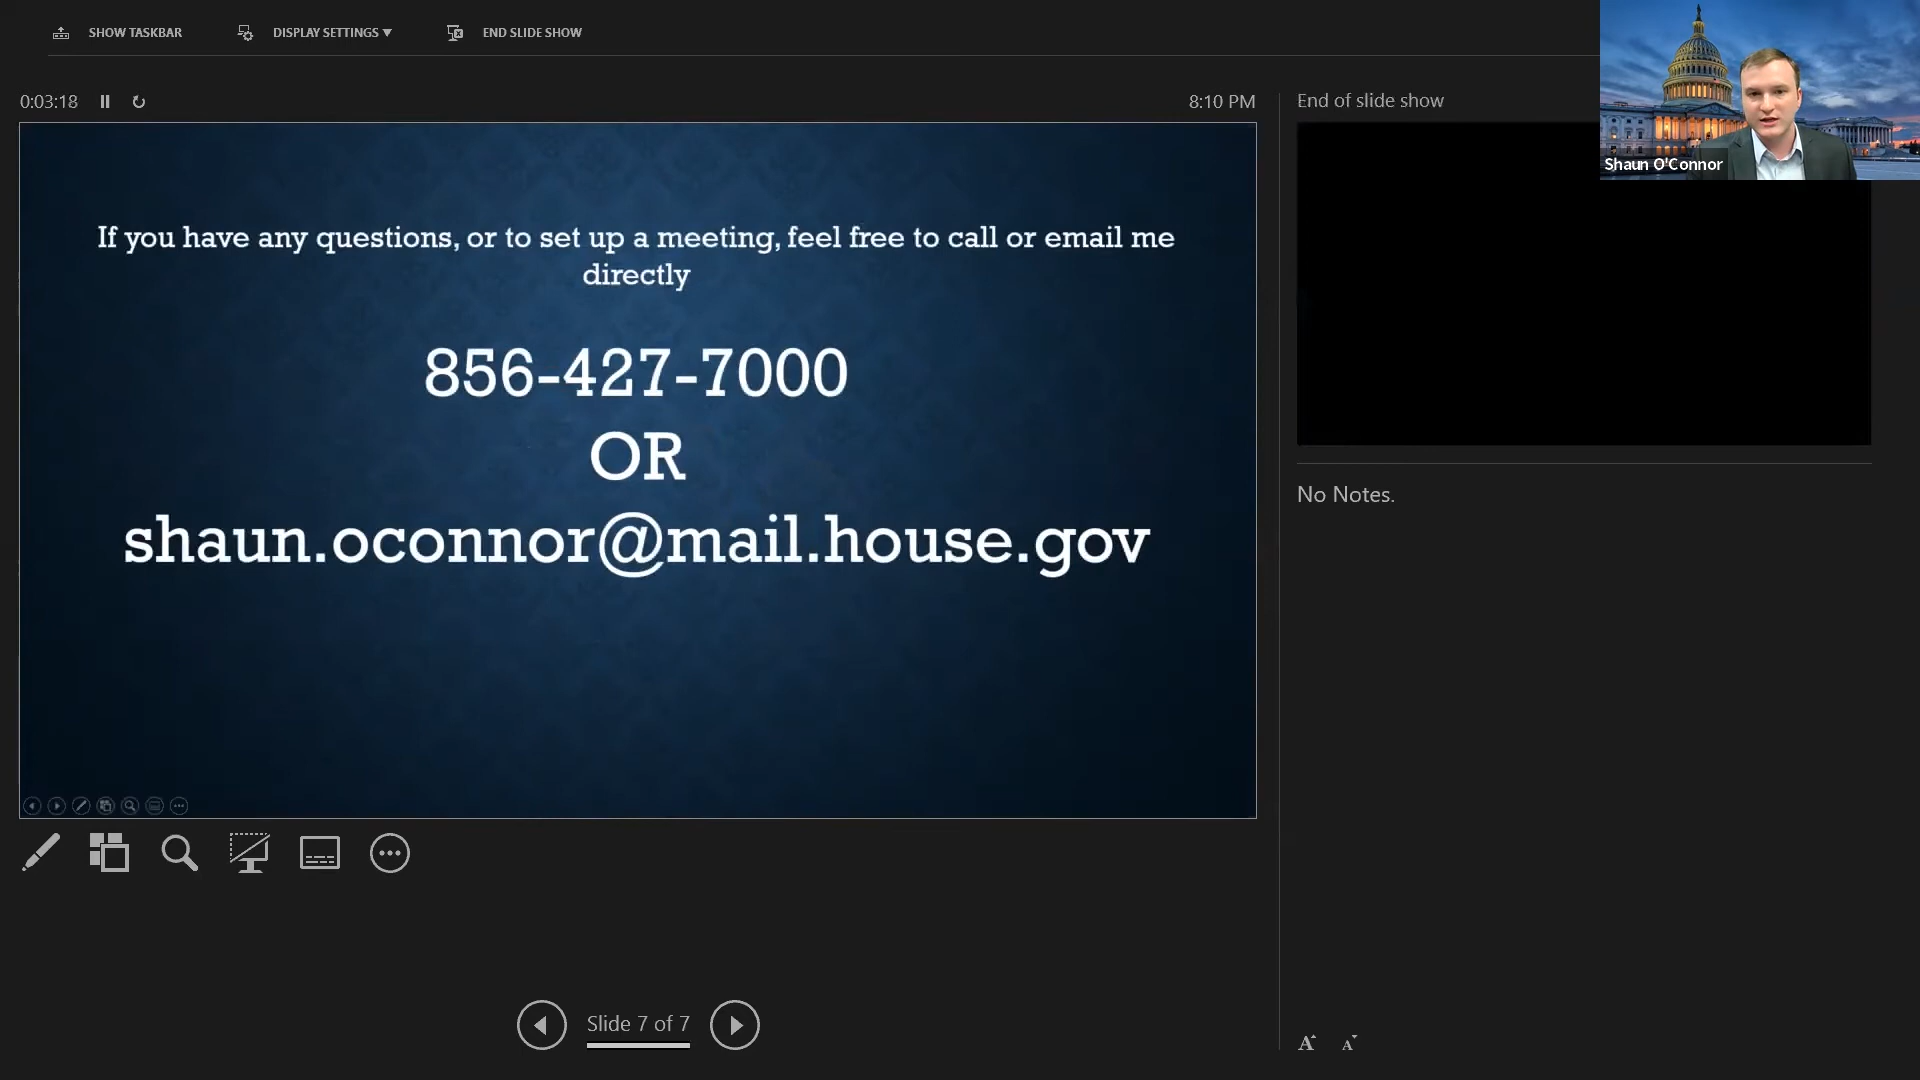 SHOW TASKBAR
DISPLAY SETTINGS ▼
END SLIDE SHOW
0:03:18
8:10 PM
End of slide show
Shaun O'Connor
If you have any questions, or to set up a meeting, feel free to call or email me
directly
856-427-7000
OR
shaun.oconnor@mail.house.gov
No Notes.
Slide 7 of 7
A A